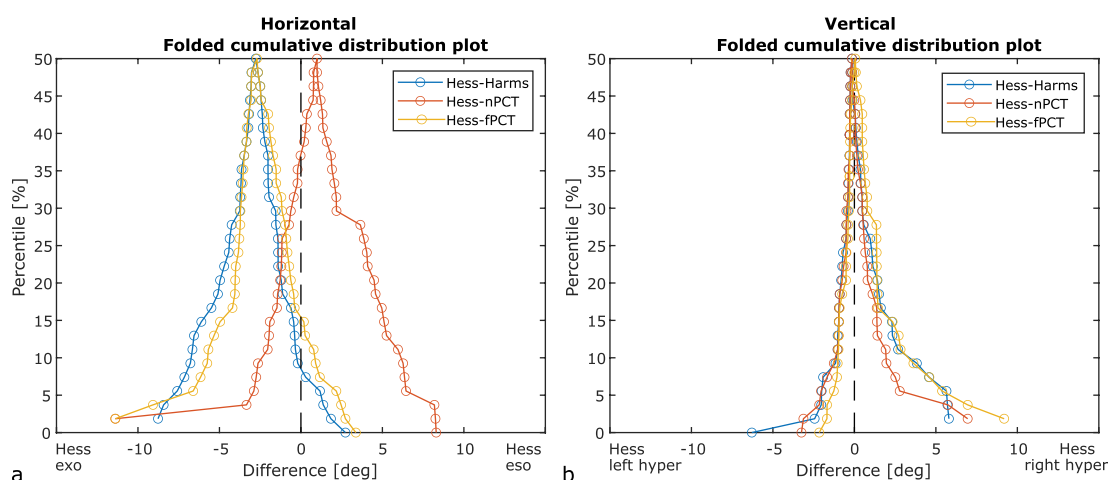 Horizontal
Folded cumulative distribution plot
50
45
40
35
30
25
20
15
10
5
0
Percentile [%]
Hess-Harms
Hess-nPCT
Hess-fPCT
-10
-5
0
5
10
Hess
exo
Hess
eso
Difference [deg]
a
Vertical
Folded cumulative distribution plot
50
45
40
35
30
25
20
15
10
5
0
Percentile [%]
Hess-Harms
Hess-nPCT
Hess-fPCT
-10
-5
0
5
10
Hess
left hyper
Hess
right hyper
Difference [deg]
b